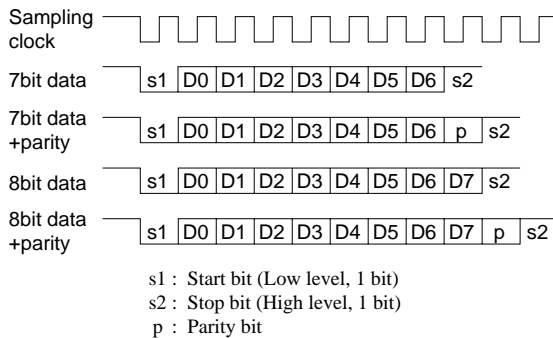 Sampling
clock
7bit data
s1 D0 D1 D2 D3 D4 D5 D6 s2
7bit data
+parity
s1 D0 D1 D2 D3 D4 D5 D6 p s2
8bit data
s1 D0 D1 D2 D3 D4 D5 D6 D7 s2
8bit data
+parity
s1 D0 D1 D2 D3 D4 D5 D6 D7 p s2
s1 : Start bit (Low level, 1 bit)
s2 : Stop bit (High level, 1 bit)
p : Parity bit